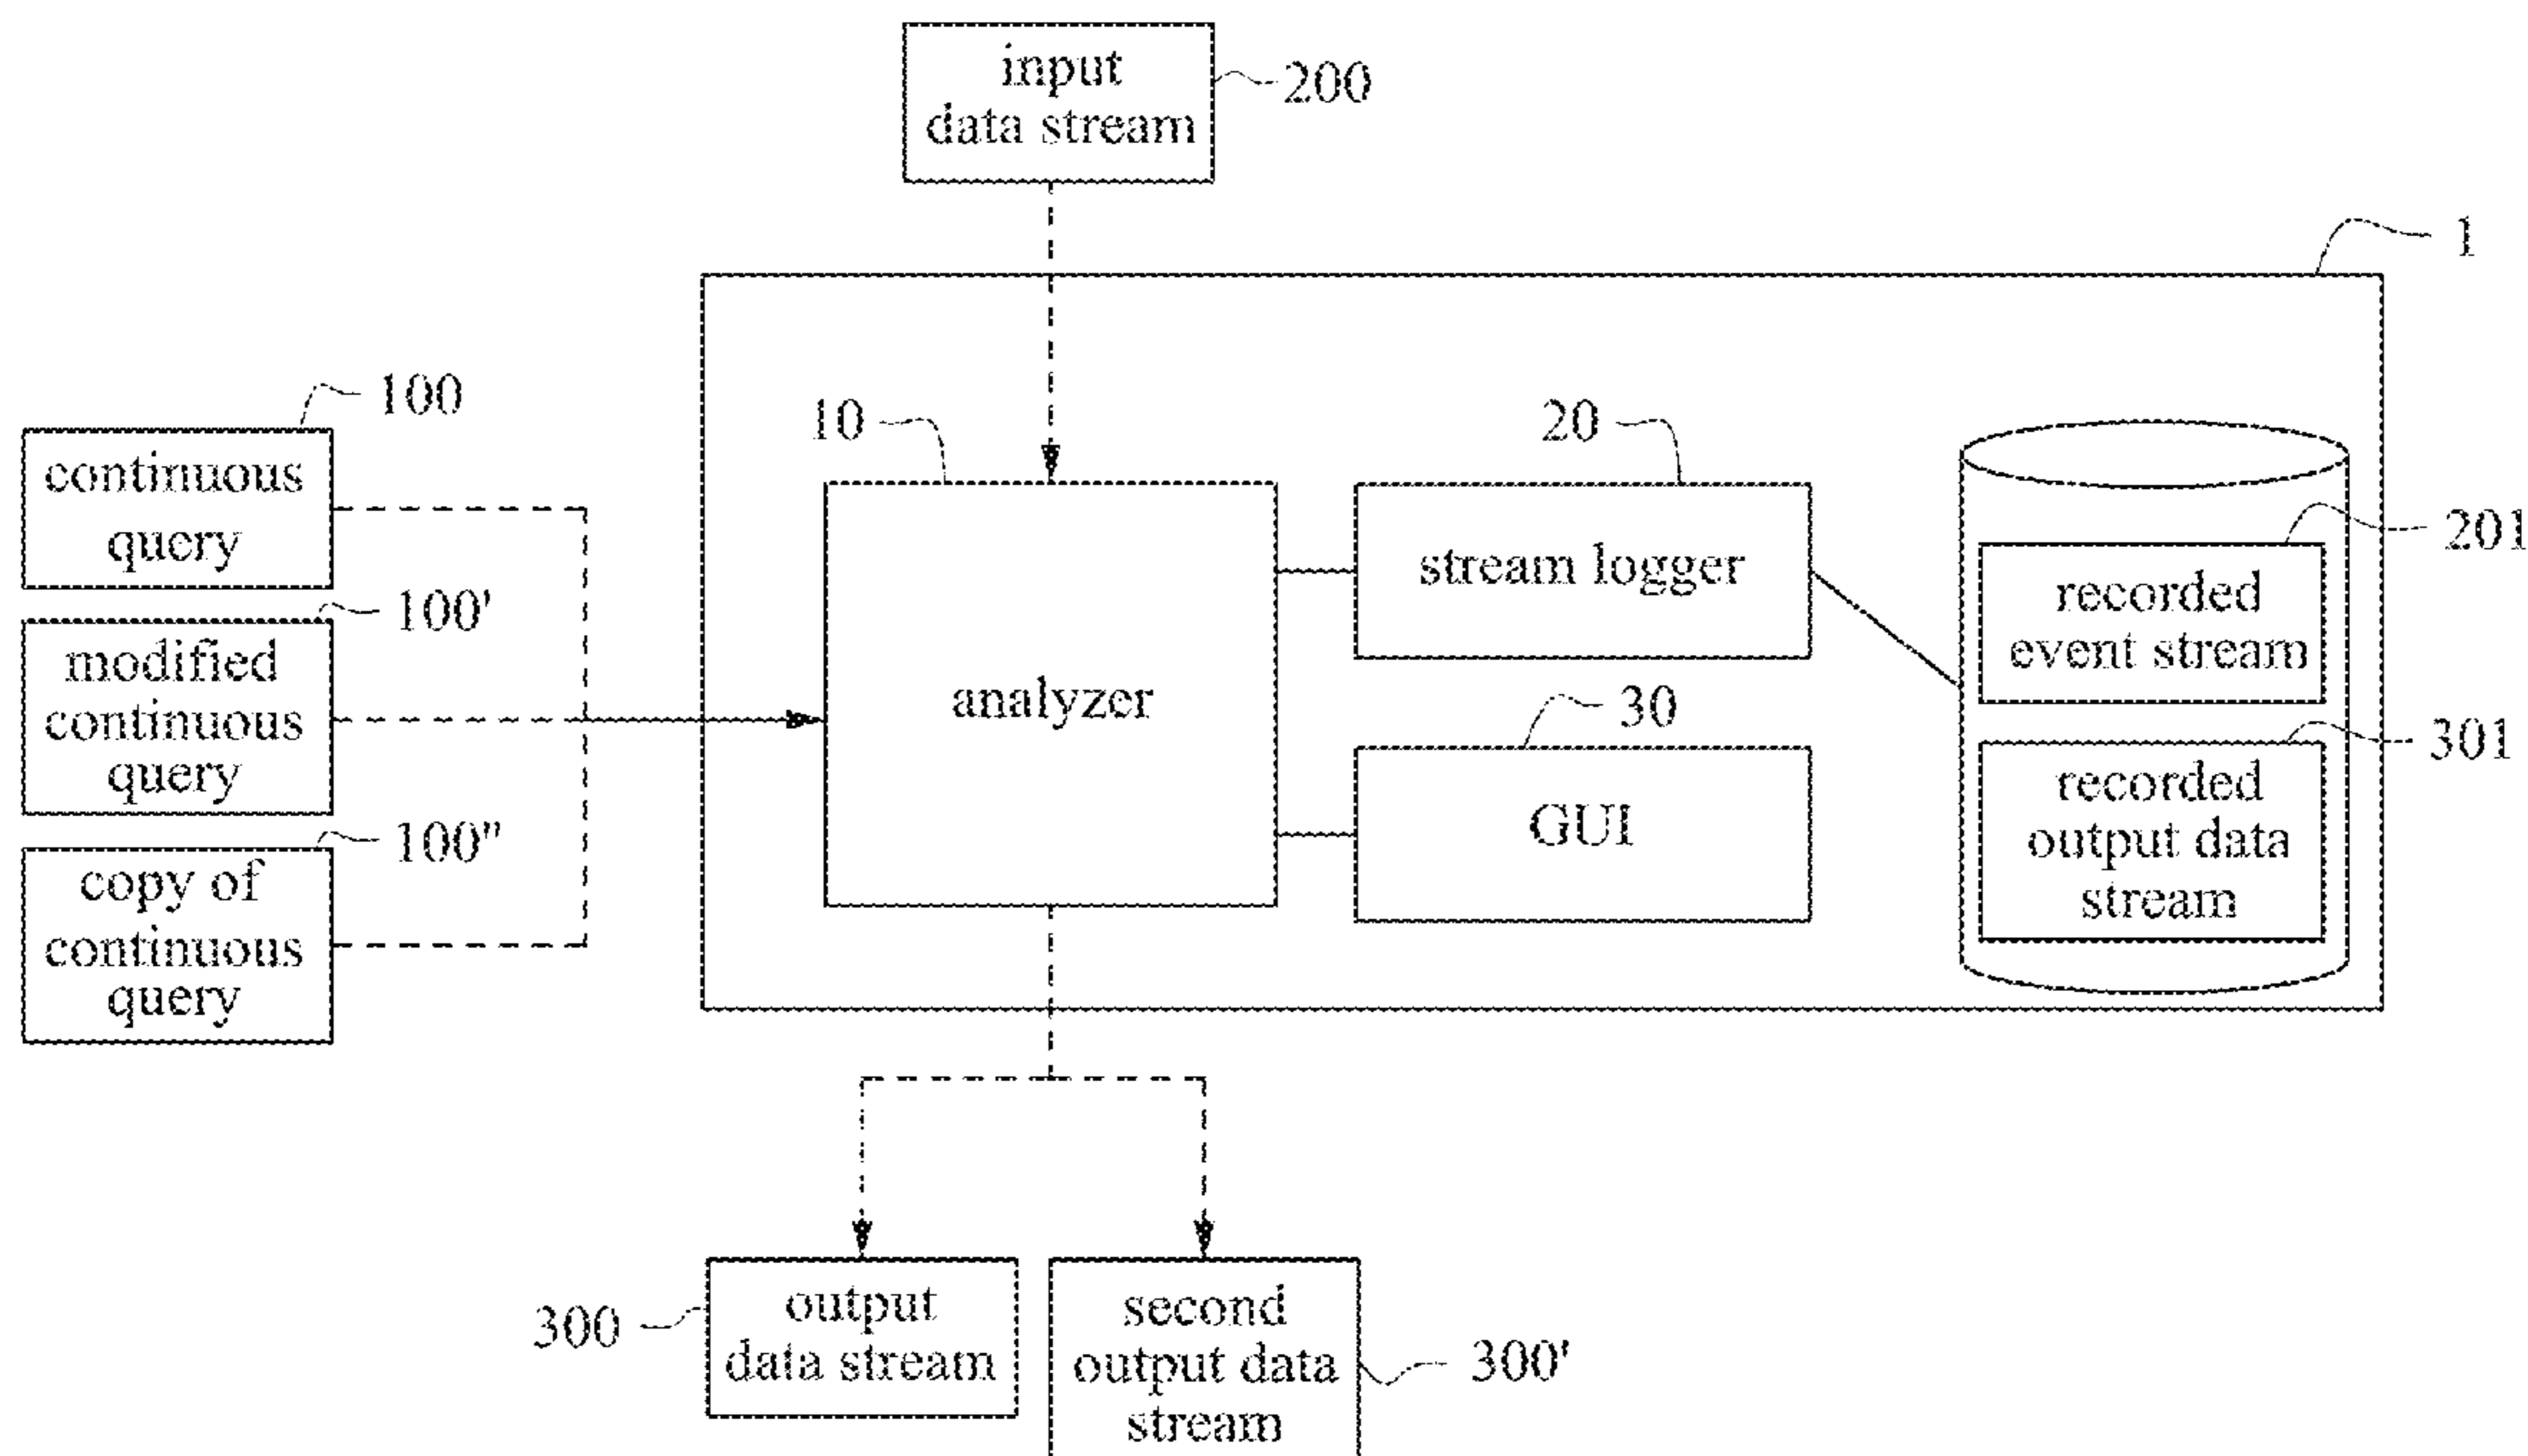 input
data stream
200
1
100
continuous
query
100'
modified
continuous
query
100"
copy of
continuous
query
10
analyzer
20
stream logger
30
GUI
201
recorded
event stream
301
recorded
output data
stream
300
output
data stream
second
output data
stream
300'